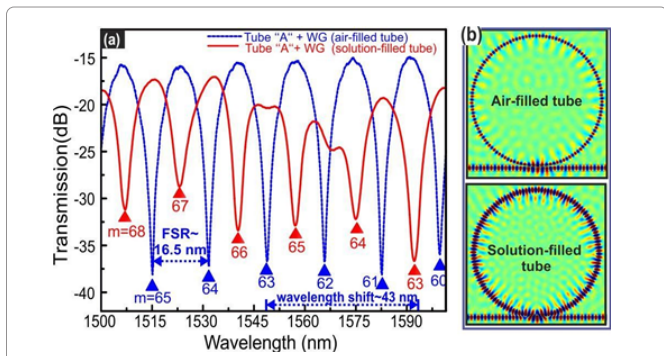 (a)
Tube "A" + WG (air-filled tube)
Tube "A"+ WG (solution-filled tube)
Transmission(dB)
-15
-20
-25
-30
-35
-40
m=68
67
66
65
64
63
FSR~
16.5 nm
m=65
64
63
62
61
60
wavelength shift~43 nm
1500 1515 1530 1545 1560 1575 1590
Wavelength (nm)
(b)
Air-filled tube
Solution-filled
tube